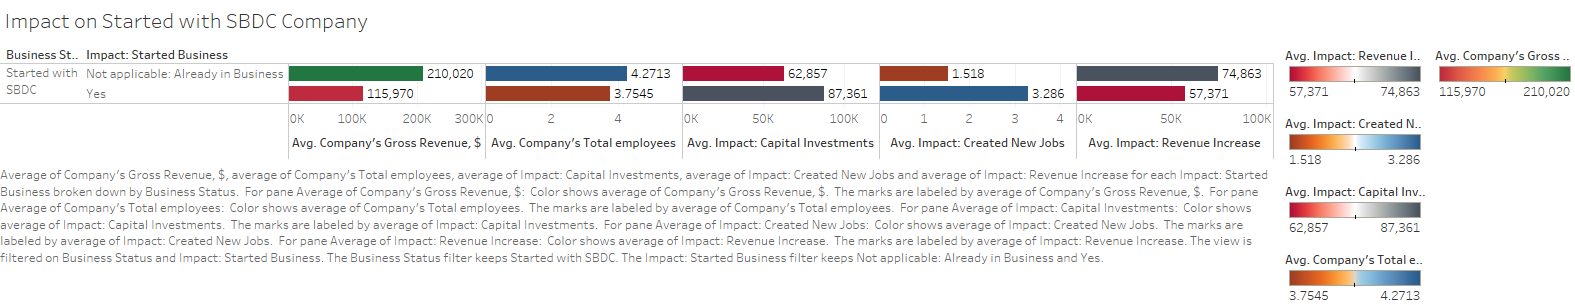 Impact on Started with SBDC Company
Business St.. Impact: Started Business
Started with SBDC
Not applicable: Already in Business 210,020 4.2713 62,857 1.518 74,863
Yes 115,970 3.7545 87,361 3.286 57,371
0K 100K 200K 300K 0 2 4 0K 50K 100K 0 1 2 3 4 0K 50K 100K
Avg. Company's Gross Revenue, $ Avg. Company's Total employees Avg. Impact: Capital Investments Avg. Impact: Created New Jobs Avg. Impact: Revenue Increase
Average of Company's Gross Revenue, $, average of Company's Total employees, average of Impact: Capital Investments, average of Impact: Created New Jobs and average of Impact: Revenue Increase for each Impact: Started
Business broken down by Business Status. For pane Average of Company's Gross Revenue, $: Color shows average of Company's Gross Revenue, $. The marks are labeled by average of Company's Gross Revenue, $. For pane
Average of Company's Total employees: Color shows average of Company's Total employees. The marks are labeled by average of Company's Total employees. For pane Average of Impact: Capital Investments: Color shows
average of Impact: Capital Investments. The marks are labeled by average of Impact: Capital Investments. For pane Average of Impact: Created New Jobs: Color shows average of Impact: Created New Jobs. The marks are
labeled by average of Impact: Created New Jobs. For pane Average of Impact: Revenue Increase: Color shows average of Impact: Revenue Increase. The marks are labeled by average of Impact: Revenue Increase. The view is
filtered on Business Status and Impact: Started Business. The Business Status filter keeps Started with SBDC. The Impact: Started Business filter keeps Not applicable: Already in Business and Yes.
Avg. Impact: Revenue I..
57,371 74,863
Avg. Company's Gross ..
115,970 210,020
Avg. Impact: Created N..
1.518 3.286
Avg. Impact: Capital Inv..
62,857 87,361
Avg. Company's Total e..
3.7545 4.2713